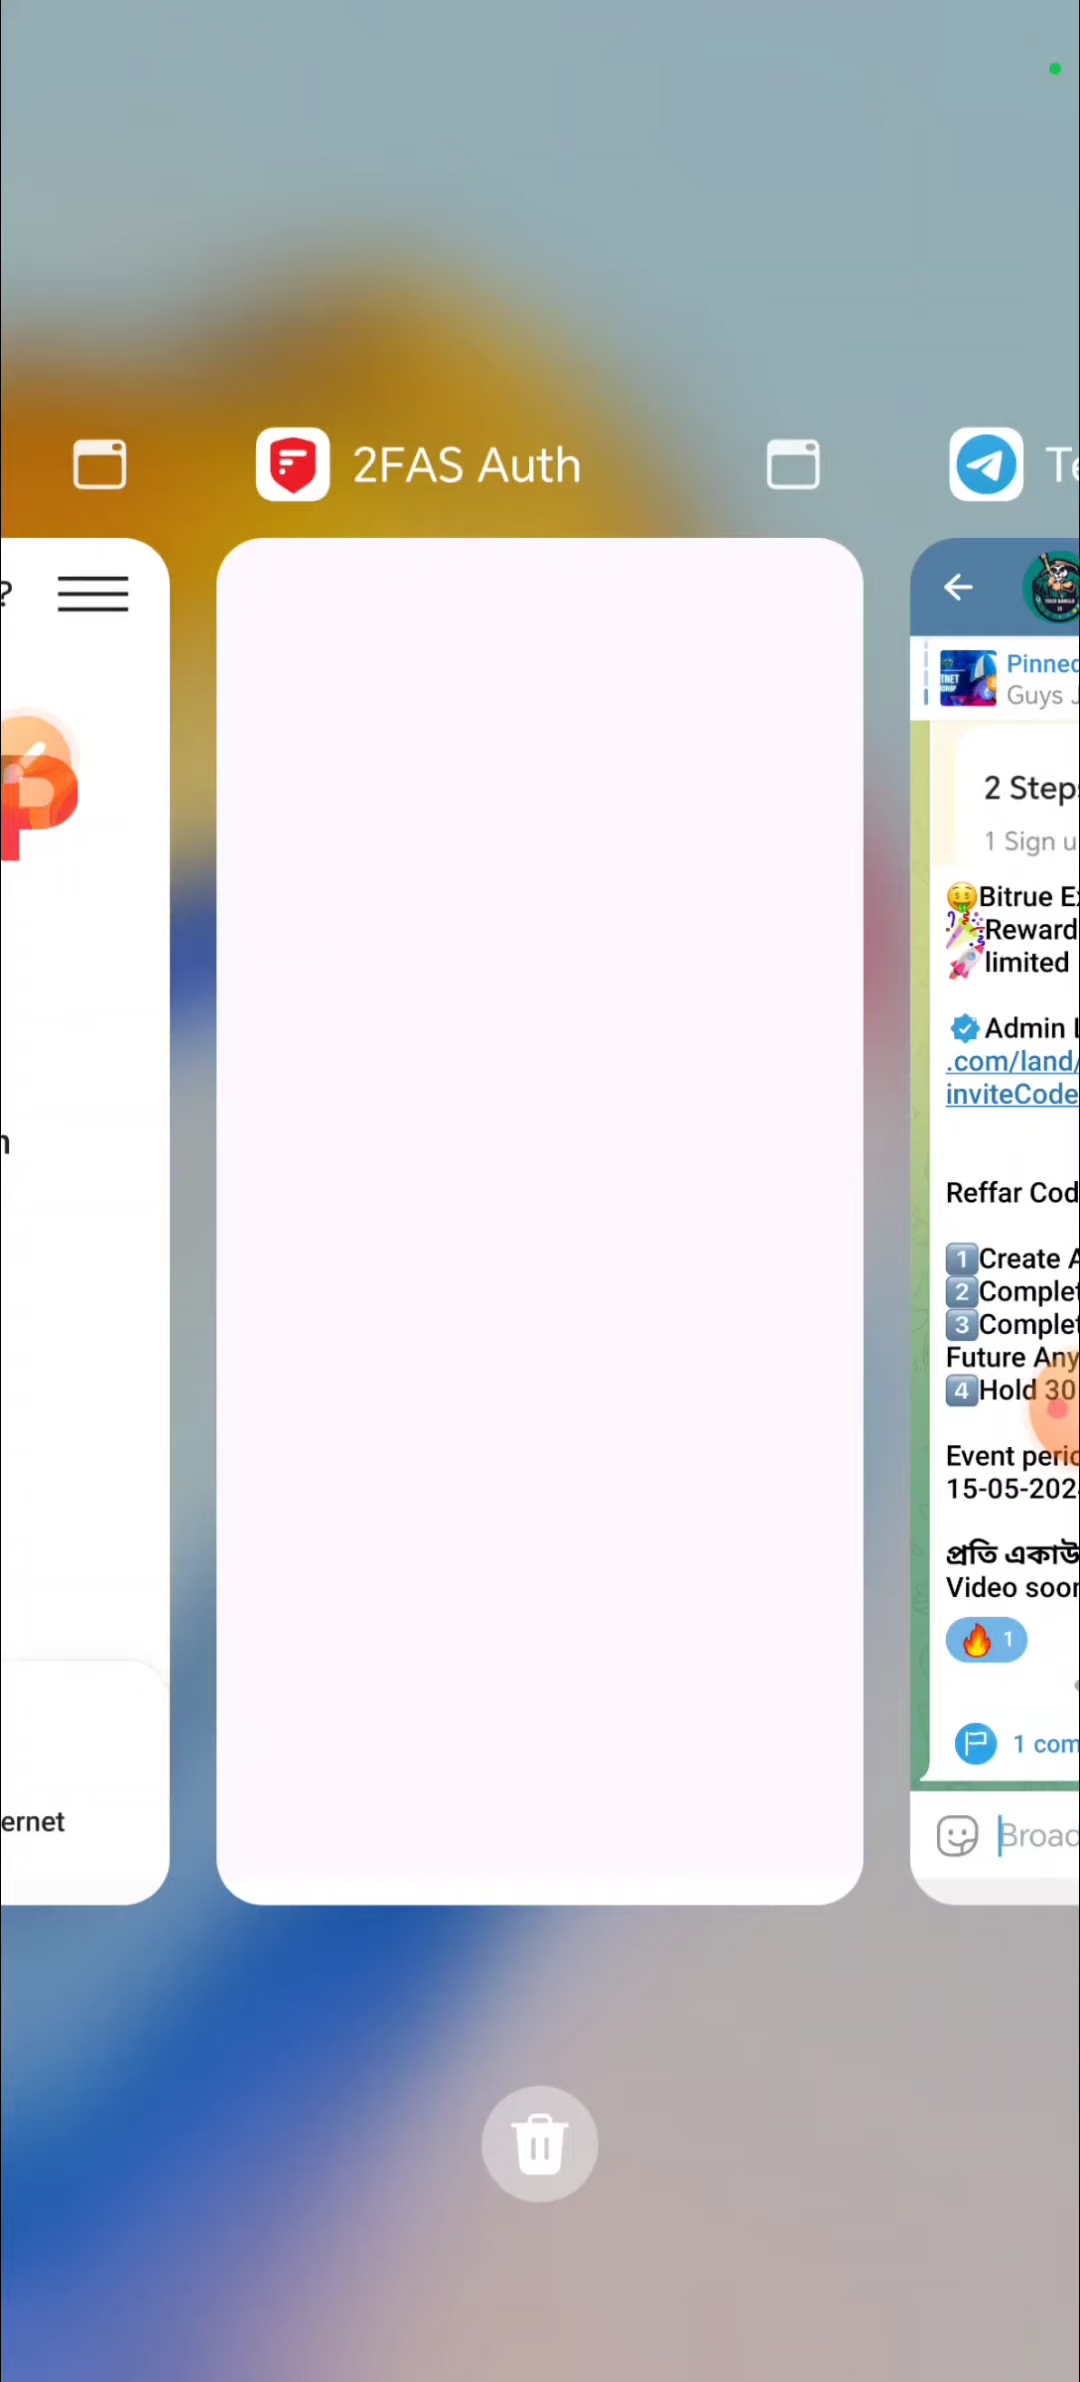 2FAS Auth
Te
?
Pinned
Guys J
2 Steps
1 Sign u
🤑Bitrue Ex
🎉Reward
🚀limited
Admin L
.com/land/
inviteCode
n
Reffar Cod
1️⃣Create A
2️⃣Complet
3️⃣Complet
Future Any
4️⃣Hold 30
Event perio
15-05-202
প্রতি একাউ
Video soon
🔥 1
1 com
ernet
Broad